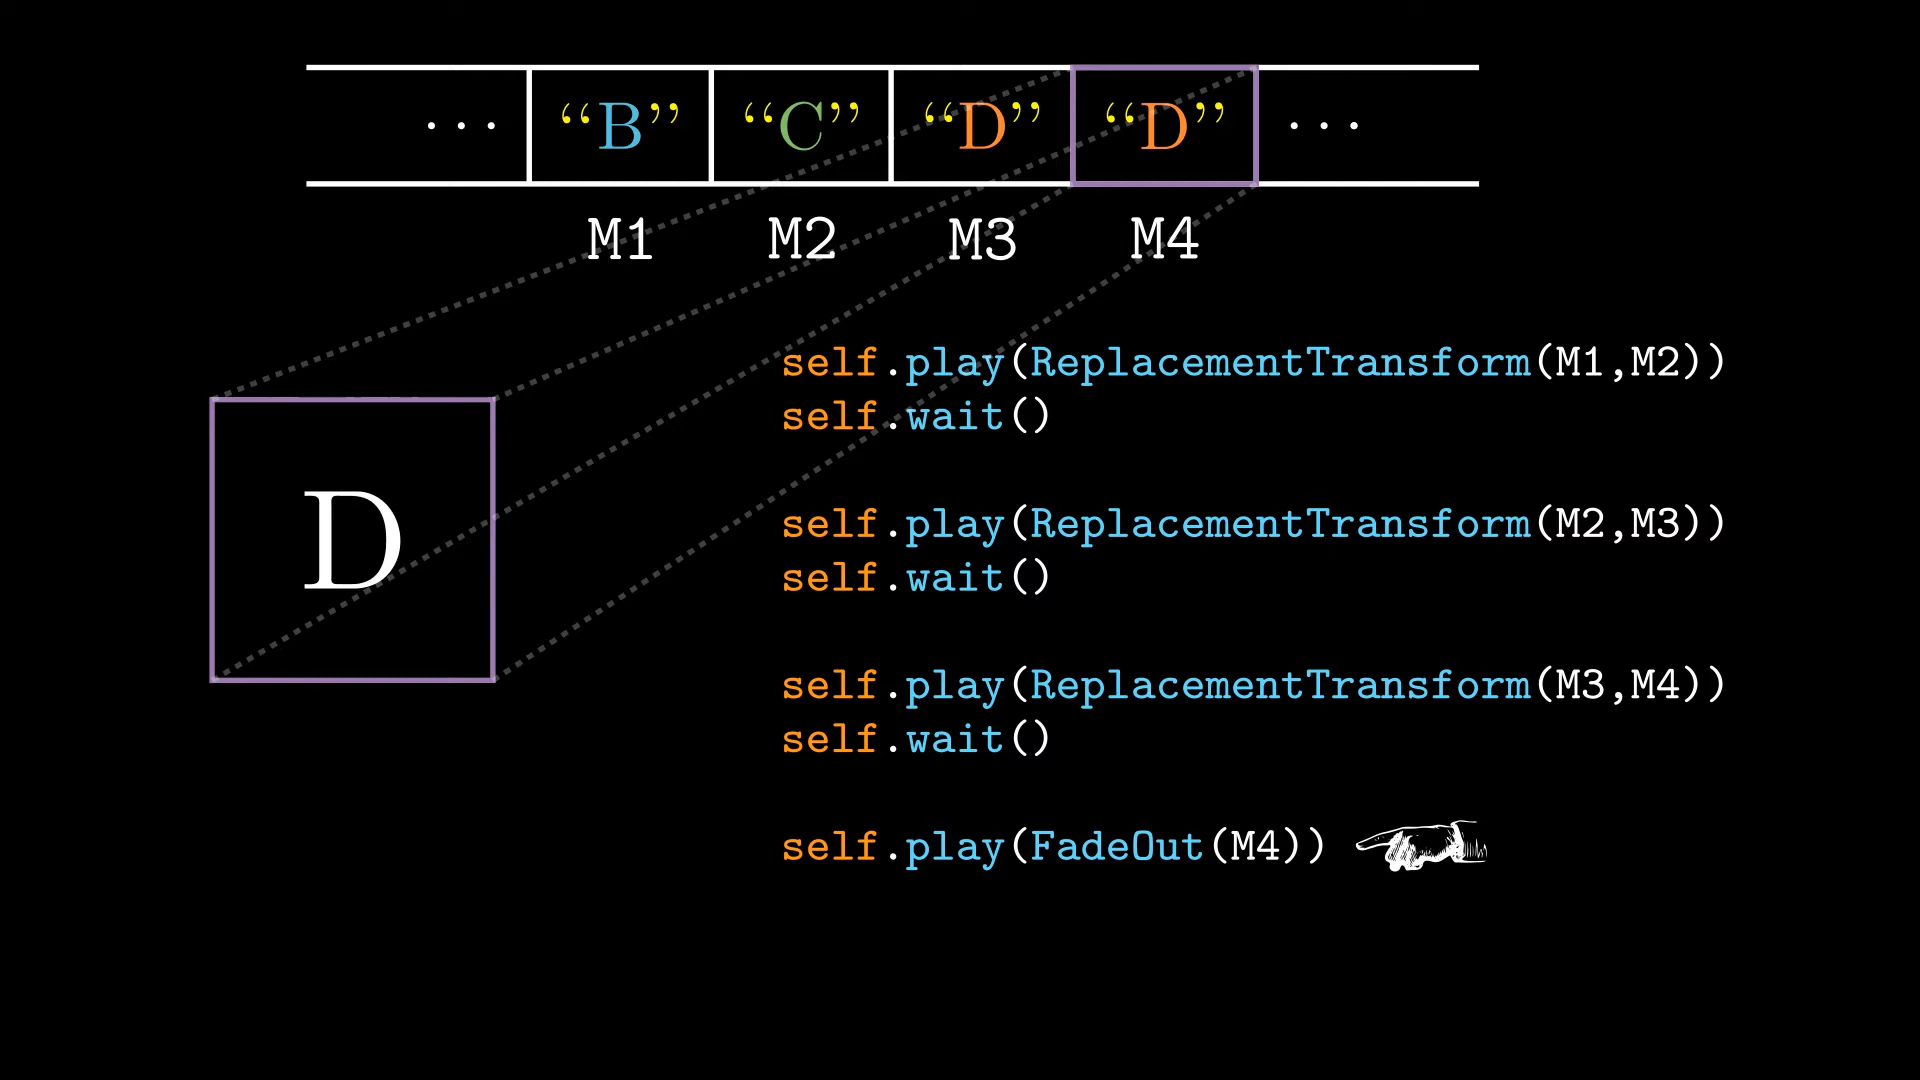 ··· “B” “C” “D” “D” ···
M1 M2 M3 M4
self.play(ReplacementTransform(M1,M2))
self.wait()
self.play(ReplacementTransform(M2,M3))
self.wait()
D
self.play(ReplacementTransform(M3,M4))
self.wait()
self.play(FadeOut(M4))